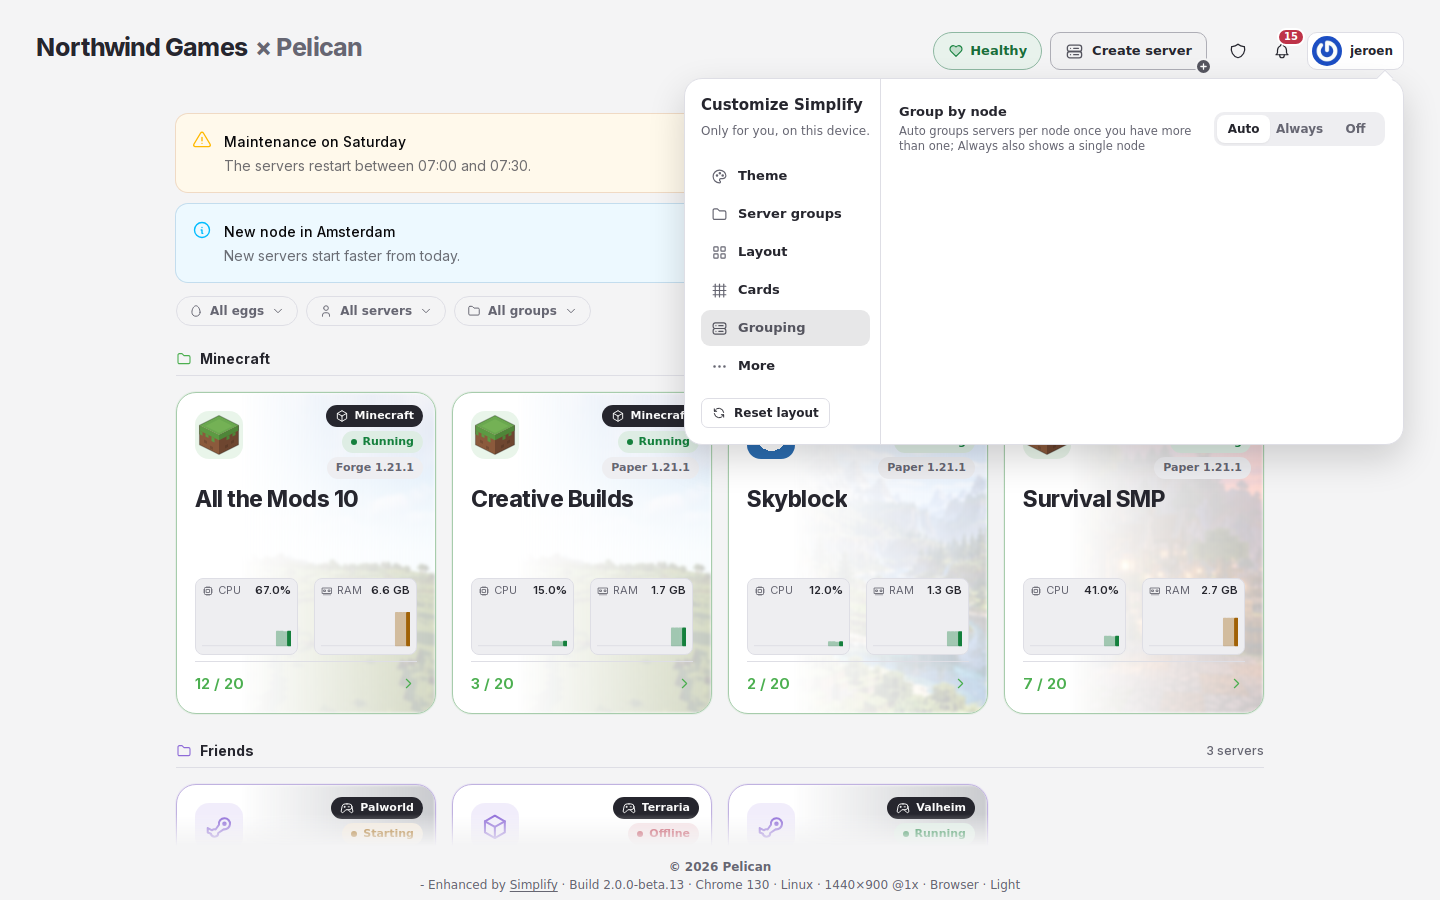 Northwind Games × Pelican
Healthy
Create server
15
jeroen
Maintenance on Saturday
The servers restart between 07:00 and 07:30.
New node in Amsterdam
New servers start faster from today.
All eggs
All servers
All groups
Customize Simplify
Only for you, on this device.
Theme
Server groups
Layout
Cards
Grouping
More
Reset layout
Group by node
Auto groups servers per node once you have more
than one; Always also shows a single node
Auto
Always
Off
Minecraft
Minecraft
Running
Forge 1.21.1
All the Mods 10
CPU 67.0%
RAM 6.6 GB
12 / 20
Minecraf
Running
Paper 1.21.1
Creative Builds
CPU 15.0%
RAM 1.7 GB
3 / 20
Paper 1.21.1
Skyblock
CPU 12.0%
RAM 1.3 GB
2 / 20
Paper 1.21.1
Survival SMP
CPU 41.0%
RAM 2.7 GB
7 / 20
Friends
3 servers
Palworld
Starting
Terraria
Offline
Valheim
Running
© 2026 Pelican
- Enhanced by Simplify · Build 2.0.0-beta.13 · Chrome 130 · Linux · 1440×900 @1x · Browser · Light